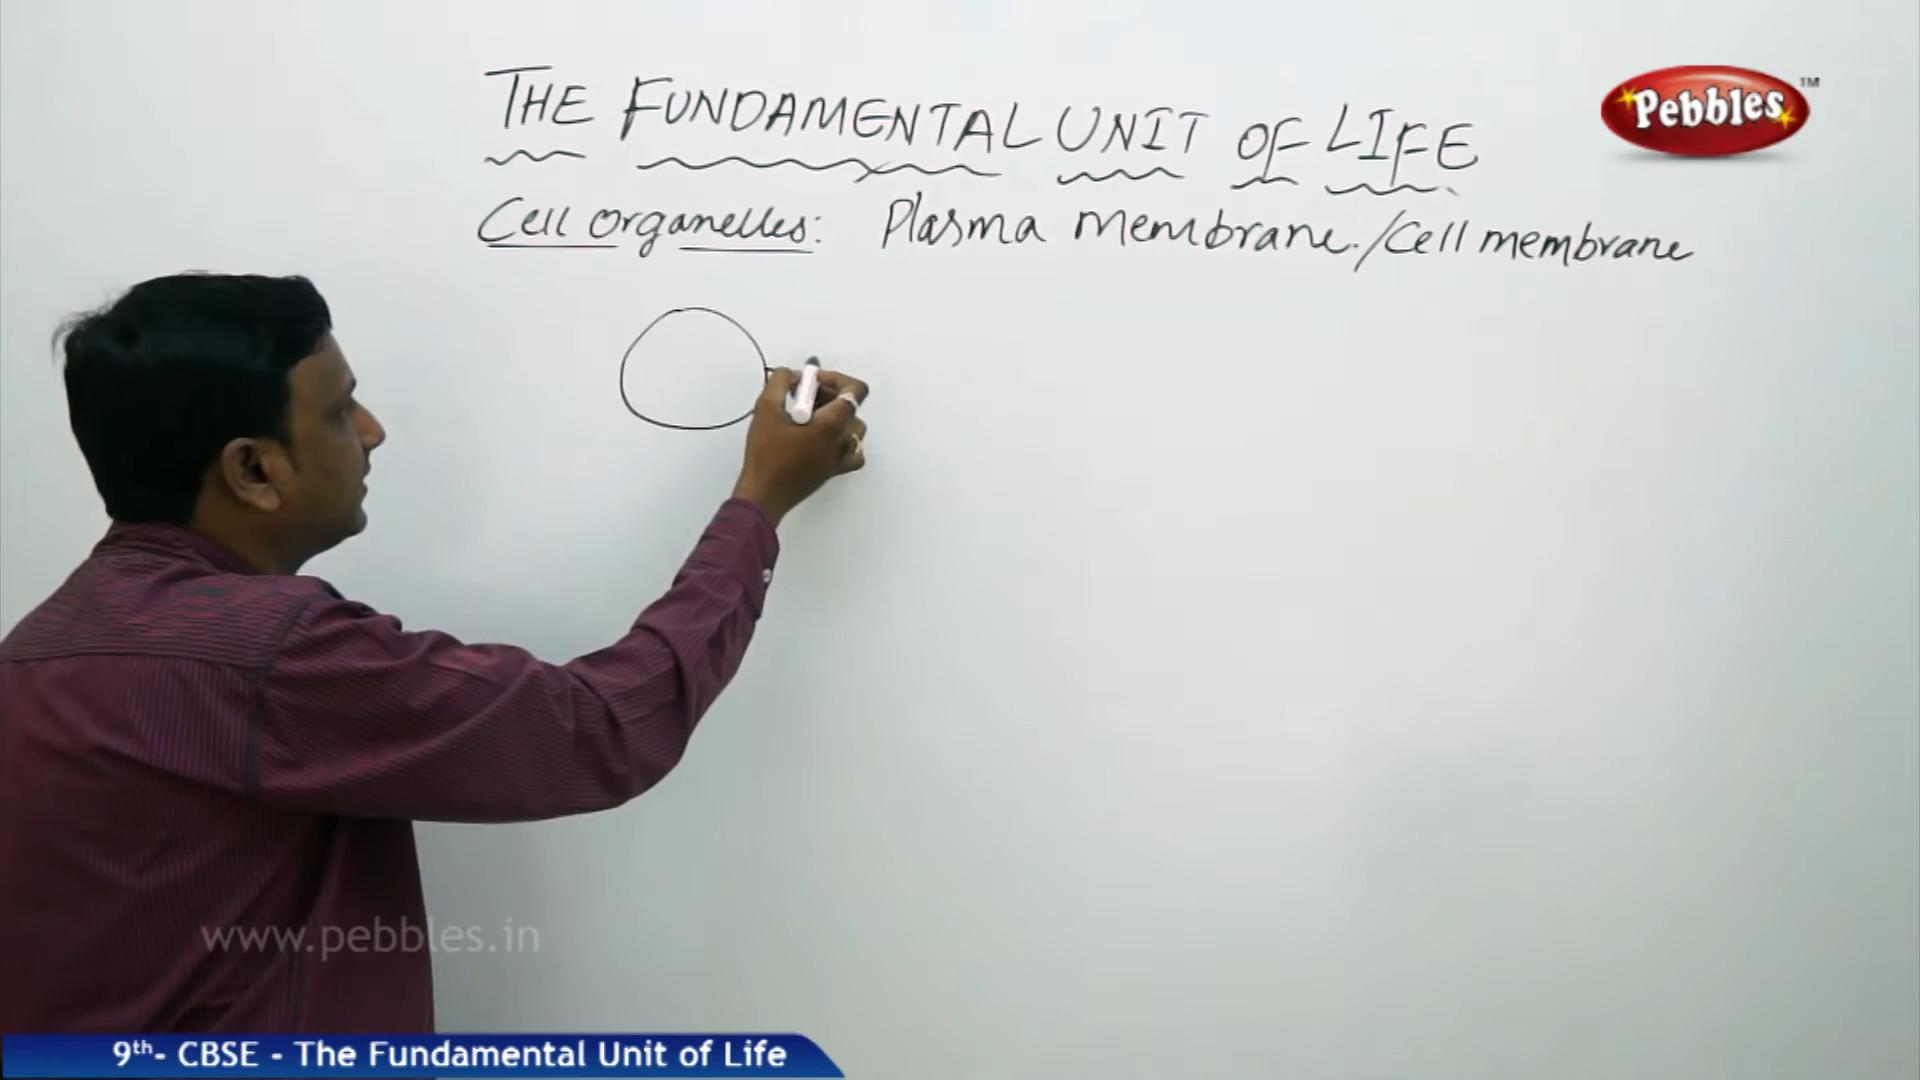 THE FUNDAMENTAL UNIT OF LIFE
Pebbles™
Cell organelles: Plasma Membrane./Cell membrane
www.pebbles.in
9th- CBSE - The Fundamental Unit of Life